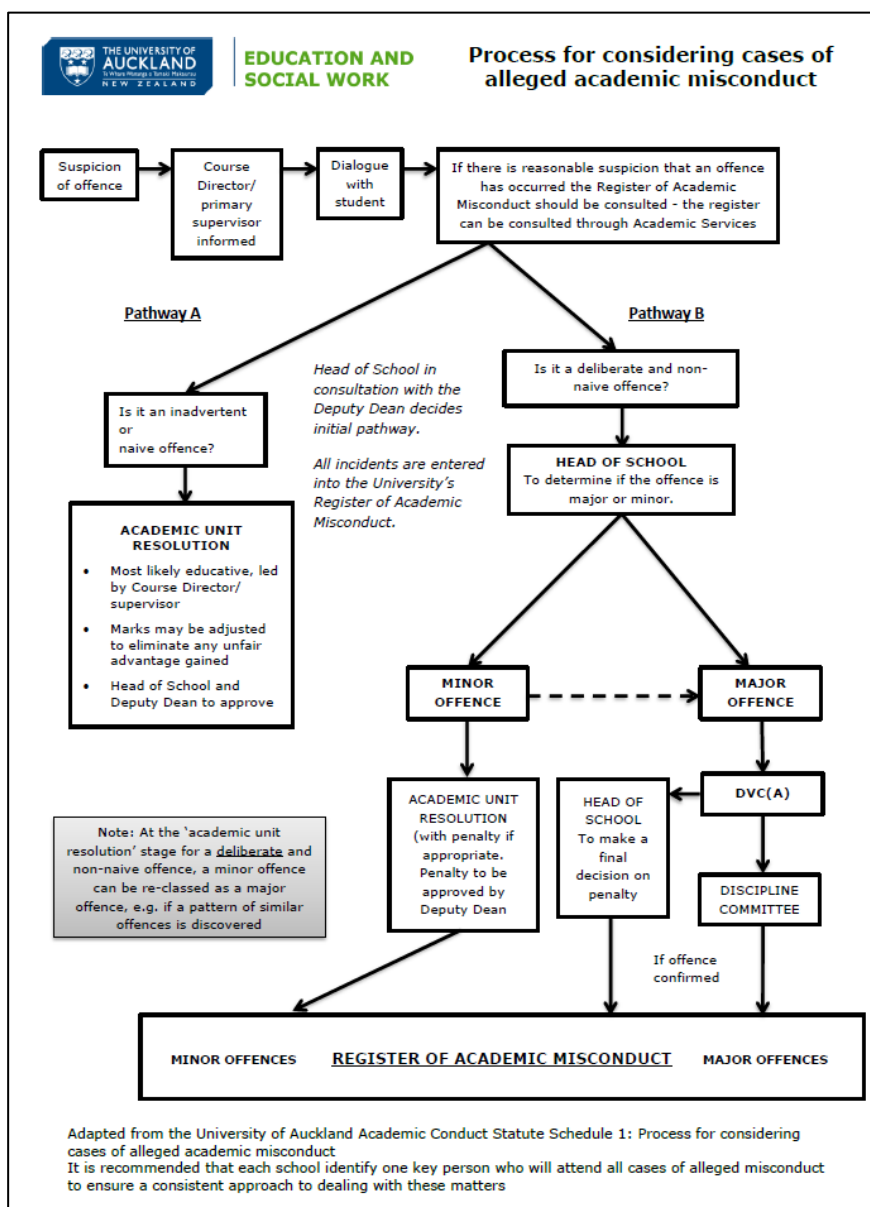 THE UNIVERSITY OF
AUCKLAND
Te Whare Wānanga o Tāmaki Makaurau
NEW ZEALAND
EDUCATION AND
SOCIAL WORK
Process for considering cases of
alleged academic misconduct
Suspicion
of offence
Course
Director/
primary
supervisor
informed
Dialogue
with
student
If there is reasonable suspicion that an offence
has occurred the Register of Academic
Misconduct should be consulted - the register
can be consulted through Academic Services
Pathway A
Pathway B
Is it an inadvertent
or
naive offence?
Head of School in
consultation with the
Deputy Dean decides
initial pathway.
All incidents are entered
into the University's
Register of Academic
Misconduct.
Is it a deliberate and non-
naive offence?
HEAD OF SCHOOL
To determine if the offence is
major or minor.
ACADEMIC UNIT
RESOLUTION
• Most likely educative, led
by Course Director/
supervisor
• Marks may be adjusted
to eliminate any unfair
advantage gained
• Head of School and
Deputy Dean to approve
MINOR
OFFENCE
MAJOR
OFFENCE
Note: At the ‘academic unit
resolution’ stage for a deliberate and
non-naive offence, a minor offence
can be re-classed as a major
offence, e.g. if a pattern of similar
offences is discovered
ACADEMIC UNIT
RESOLUTION
(with penalty if
appropriate.
Penalty to be
approved by
Deputy Dean
HEAD OF
SCHOOL
To make a
final
decision on
penalty
DVC(A)
DISCIPLINE
COMMITTEE
If offence
confirmed
MINOR OFFENCES REGISTER OF ACADEMIC MISCONDUCT MAJOR OFFENCES
Adapted from the University of Auckland Academic Conduct Statute Schedule 1: Process for considering
cases of alleged academic misconduct
It is recommended that each school identify one key person who will attend all cases of alleged misconduct
to ensure a consistent approach to dealing with these matters